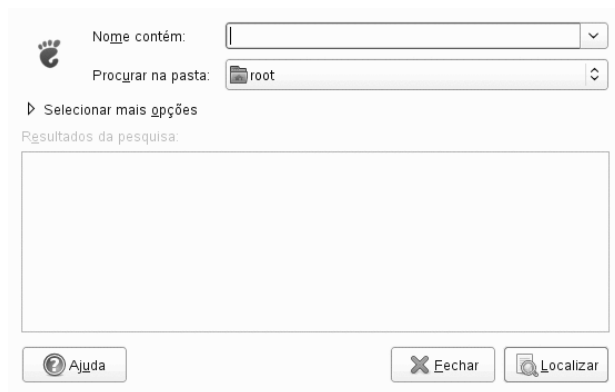 Nome contém:
Procurar na pasta: root
Selecionar mais opções
Resultados da pesquisa:
Ajuda
Fechar
Localizar